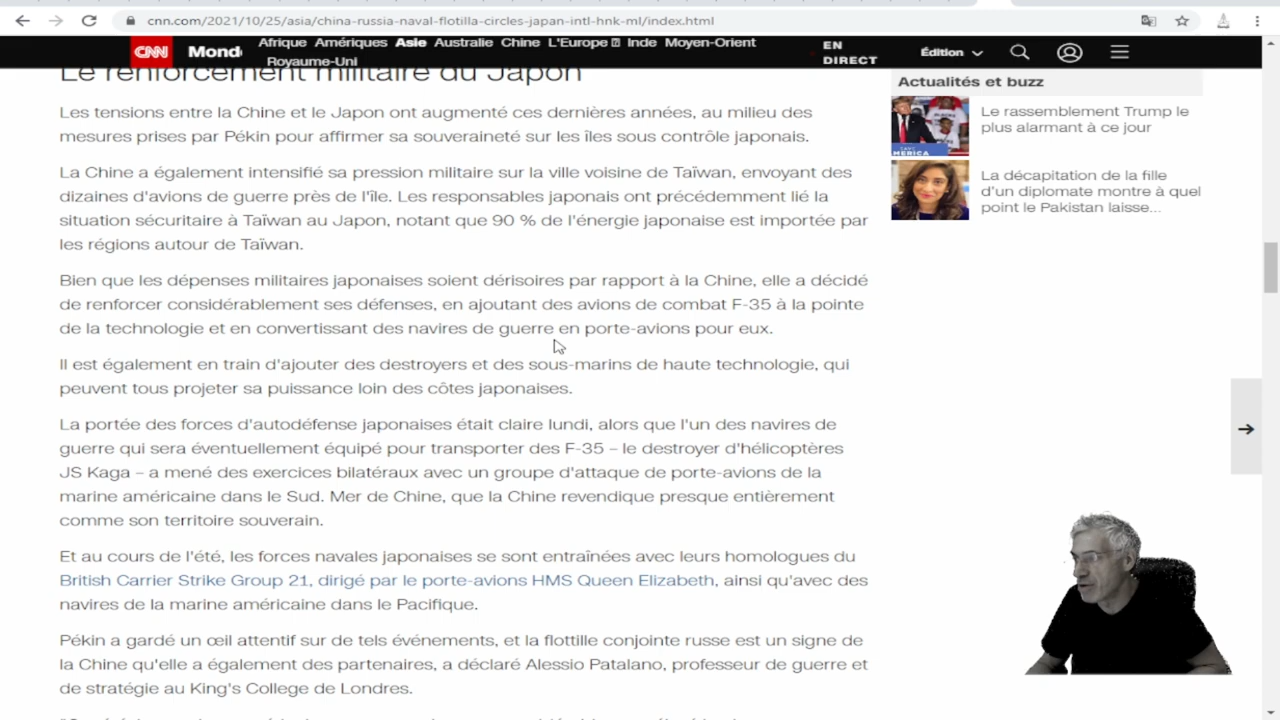 cnn.com/2021/10/25/asia/china-russia-naval-flotilla-circles-japan-intl-hnk-ml/index.html
CNN Mond
Afrique Amériques Asie Australie Chine L'Europe Inde Moyen-Orient
Royaume-Uni
EN
DIRECT
Édition
Le renforcement militaire du Japon
Les tensions entre la Chine et le Japon ont augmenté ces dernières années, au milieu des
mesures prises par Pékin pour affirmer sa souveraineté sur les îles sous contrôle japonais.
La Chine a également intensifié sa pression militaire sur la ville voisine de Taïwan, envoyant des
dizaines d'avions de guerre près de l'île. Les responsables japonais ont précédemment lié la
situation sécuritaire à Taïwan au Japon, notant que 90 % de l'énergie japonaise est importée par
les régions autour de Taïwan.
Bien que les dépenses militaires japonaises soient dérisoires par rapport à la Chine, elle a décidé
de renforcer considérablement ses défenses, en ajoutant des avions de combat F-35 à la pointe
de la technologie et en convertissant des navires de guerre en porte-avions pour eux.
Il est également en train d'ajouter des destroyers et des sous-marins de haute technologie, qui
peuvent tous projeter sa puissance loin des côtes japonaises.
La portée des forces d'autodéfense japonaises était claire lundi, alors que l'un des navires de
guerre qui sera éventuellement équipé pour transporter des F-35 – le destroyer d'hélicoptères
JS Kaga – a mené des exercices bilatéraux avec un groupe d'attaque de porte-avions de la
marine américaine dans le Sud. Mer de Chine, que la Chine revendique presque entièrement
comme son territoire souverain.
Et au cours de l'été, les forces navales japonaises se sont entraînées avec leurs homologues du
British Carrier Strike Group 21, dirigé par le porte-avions HMS Queen Elizabeth, ainsi qu'avec des
navires de la marine américaine dans le Pacifique.
Pékin a gardé un œil attentif sur de tels événements, et la flottille conjointe russe est un signe de
la Chine qu'elle a également des partenaires, a déclaré Alessio Patalano, professeur de guerre et
de stratégie au King's College de Londres.
Actualités et buzz
Le rassemblement Trump le
plus alarmant à ce jour
La décapitation de la fille
d'un diplomate montre à quel
point le Pakistan laisse...